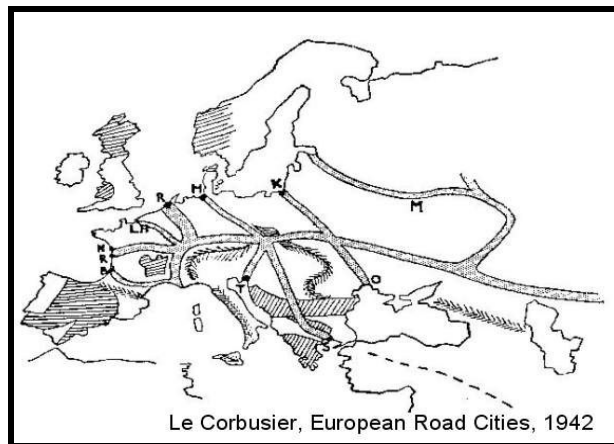 R
H
K
M
L H
N
R
B
T
O
S
Le Corbusier, European Road Cities, 1942